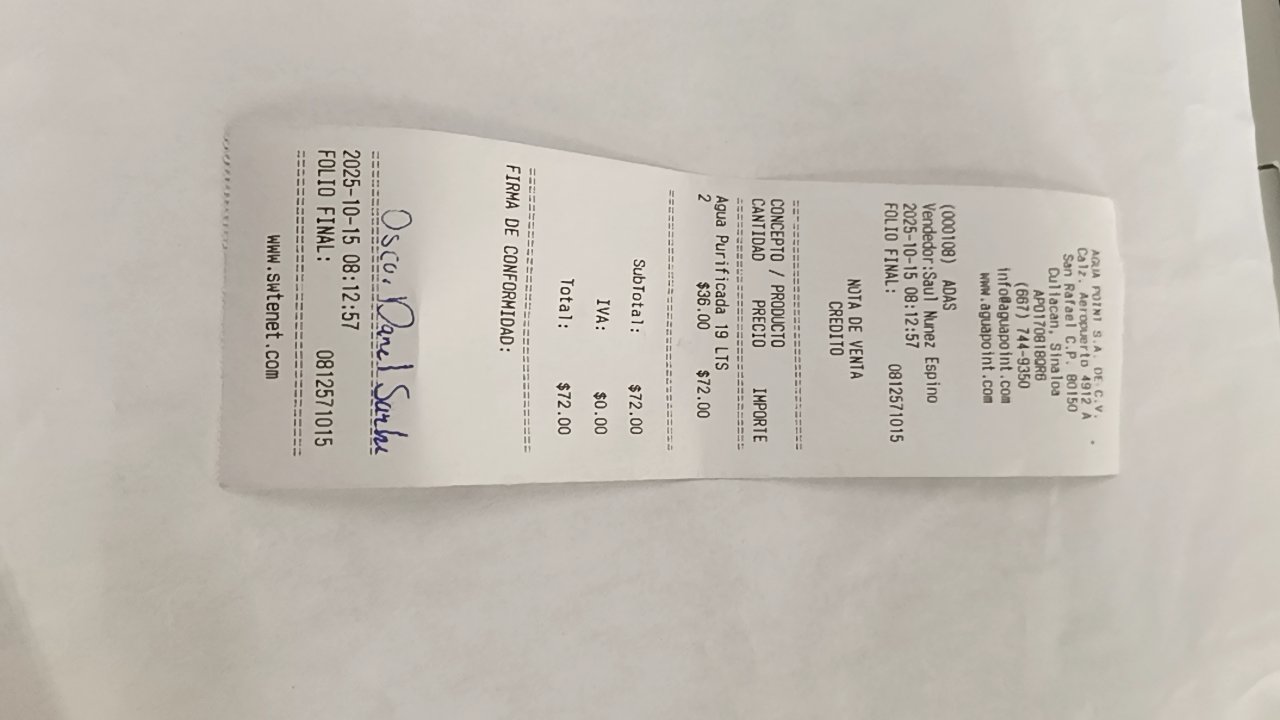 AGUA POINT S.A. DE C.V.
Calz. Aeropuerto 4912 A
San Rafael C.P. 80150
Culiacan, Sinaloa
APO170818QR6
(667) 744-9350
info@aguapoint.com
www.aguapoint.com
(000108) ADAS
Vendedor:Saul Nunez Espino
2025-10-15 08:12:57
FOLIO FINAL: 0812571015
NOTA DE VENTA
CREDITO
CONCEPTO / PRODUCTO
CANTIDAD PRECIO IMPORTE
Agua Purificada 19 LTS
2 $36.00 $72.00
SubTotal: $72.00
IVA: $0.00
Total: $72.00
FIRMA DE CONFORMIDAD:
Oscar Daniel
2025-10-15 08:12:57
FOLIO FINAL: 0812571015
www.swtenet.com